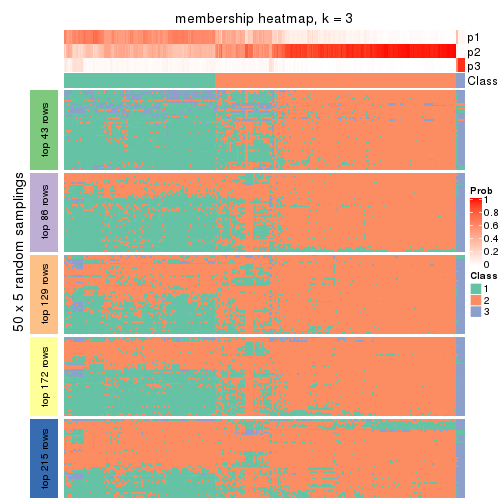 membership heatmap, k = 3
p1
p2
p3
Class
50 x 5 random samplings
top 43 rows
top 86 rows
top 129 rows
top 172 rows
top 215 rows
Prob
1
0.8
0.6
0.4
0.2
0
Class
1
2
3